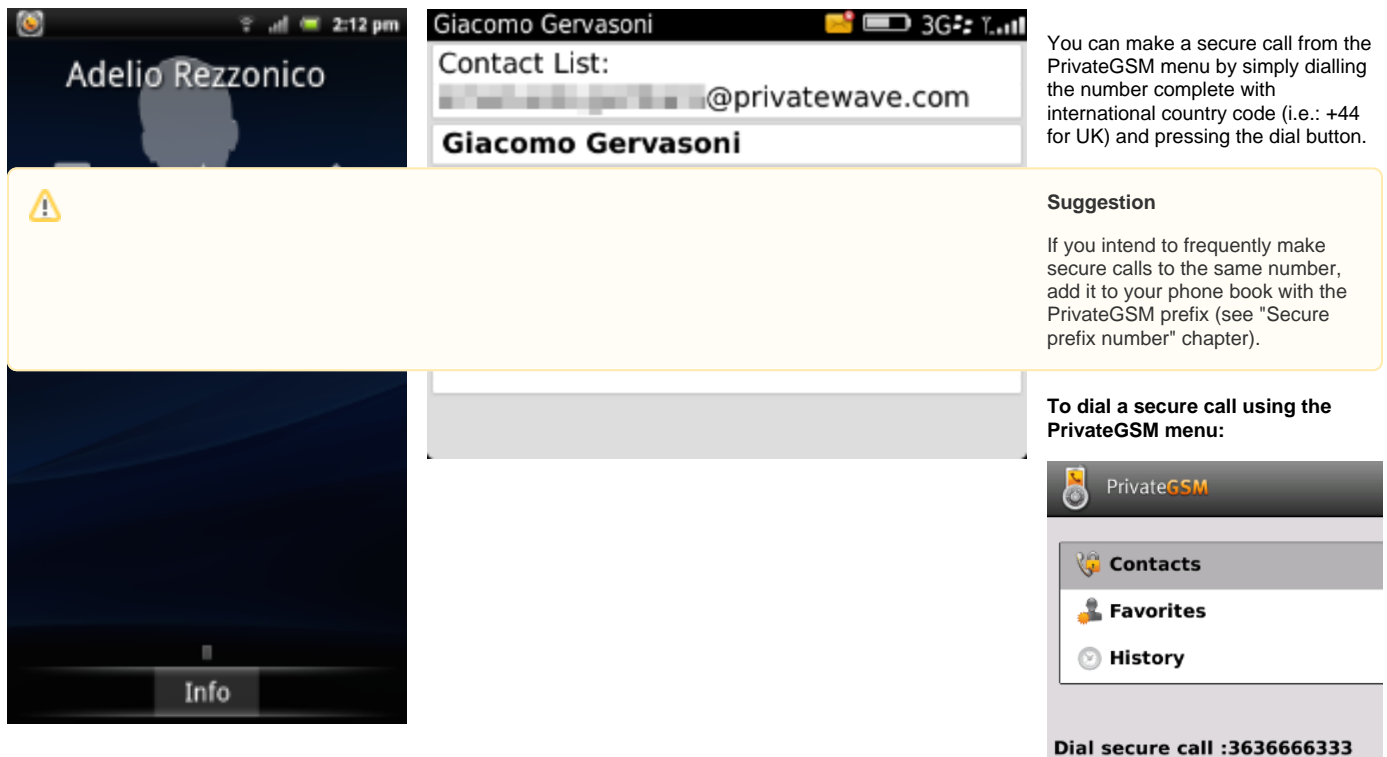 2:12 pm
Adelio Rezzonico
Info
Giacomo Gervasoni
3G
Contact List:
@privatewave.com
Giacomo Gervasoni
You can make a secure call from the
PrivateGSM menu by simply dialling
the number complete with
international country code (i.e.: +44
for UK) and pressing the dial button.
Suggestion
If you intend to frequently make
secure calls to the same number,
add it to your phone book with the
PrivateGSM prefix (see "Secure
prefix number" chapter).
To dial a secure call using the
PrivateGSM menu:
PrivateGSM
Contacts
Favorites
History
Dial secure call :3636666333